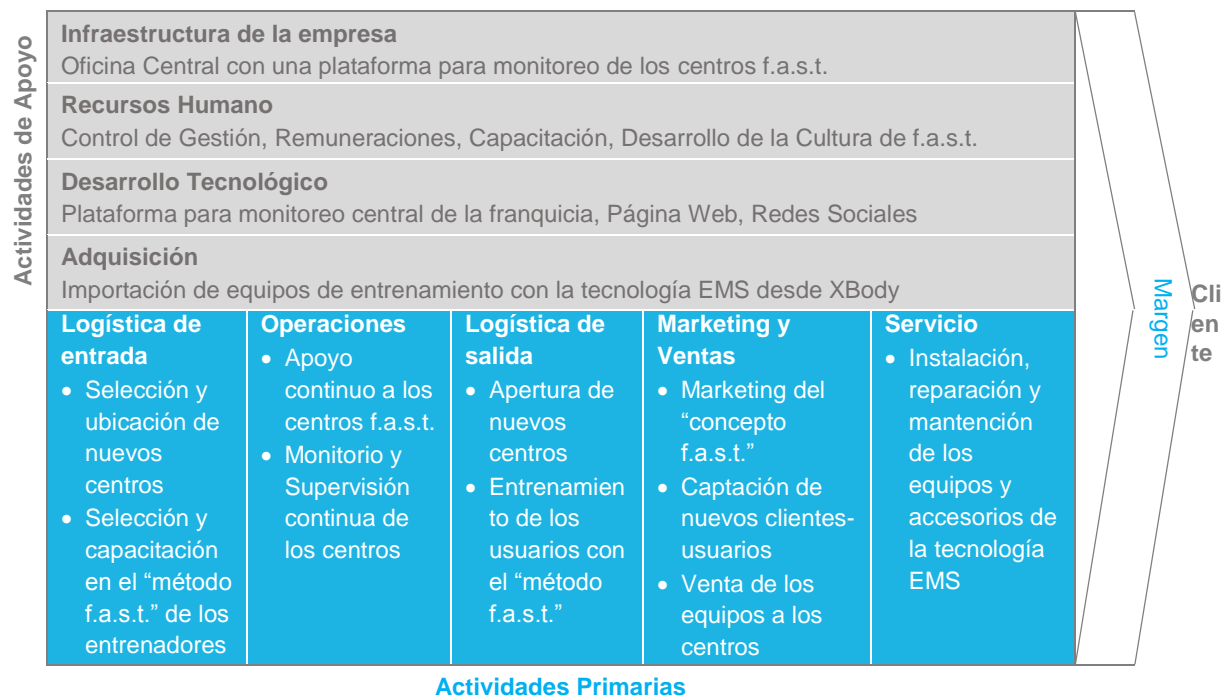 Actividades de Apoyo
Infraestructura de la empresa
Oficina Central con una plataforma para monitoreo de los centros f.a.s.t.
Recursos Humano
Control de Gestión, Remuneraciones, Capacitación, Desarrollo de la Cultura de f.a.s.t.
Desarrollo Tecnológico
Plataforma para monitoreo central de la franquicia, Página Web, Redes Sociales
Adquisición
Importación de equipos de entrenamiento con la tecnología EMS desde XBody
Logística de
entrada
• Selección y
ubicación de
nuevos
centros
• Selección y
capacitación
en el “método
f.a.s.t.” de los
entrenadores
Operaciones
• Apoyo
continuo a los
centros f.a.s.t.
• Monitorio y
Supervisión
continua de
los centros
Logística de
salida
• Apertura de
nuevos
centros
• Entrenamien
to de los
usuarios con
el “método
f.a.s.t.”
Marketing y
Ventas
• Marketing del
“concepto
f.a.s.t.”
• Captación de
nuevos clientes-
usuarios
• Venta de los
equipos a los
centros
Servicio
• Instalación,
reparación y
mantención
de los
equipos y
accesorios de
la tecnología
EMS
Margen
Cli
en
te
Actividades Primarias